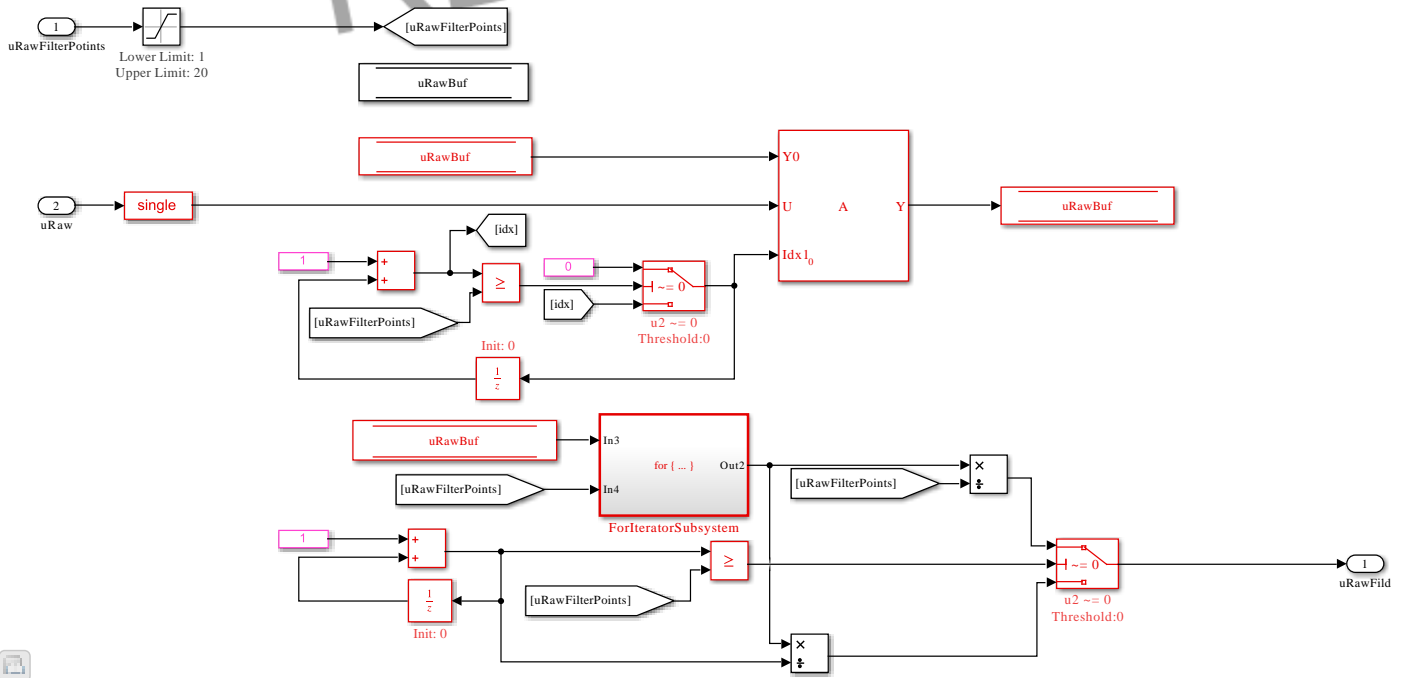 1
uRawFilterPotints
Lower Limit: 1
Upper Limit: 20
[uRawFilterPoints]
uRawBuf
uRawBuf
2
uRaw
single
Y0
U
A
Y
Idx1₀
uRawBuf
[idx]
1
+
+
≥
0
[idx]
~= 0
u2 ~= 0
Threshold:0
[uRawFilterPoints]
Init: 0
1
z
uRawBuf
[uRawFilterPoints]
In3
In4
for { ... }
Out2
ForIteratorSubsystem
[uRawFilterPoints]
×
÷
1
+
+
1
z
Init: 0
[uRawFilterPoints]
≥
~= 0
u2 ~= 0
Threshold:0
1
uRawFild
×
÷